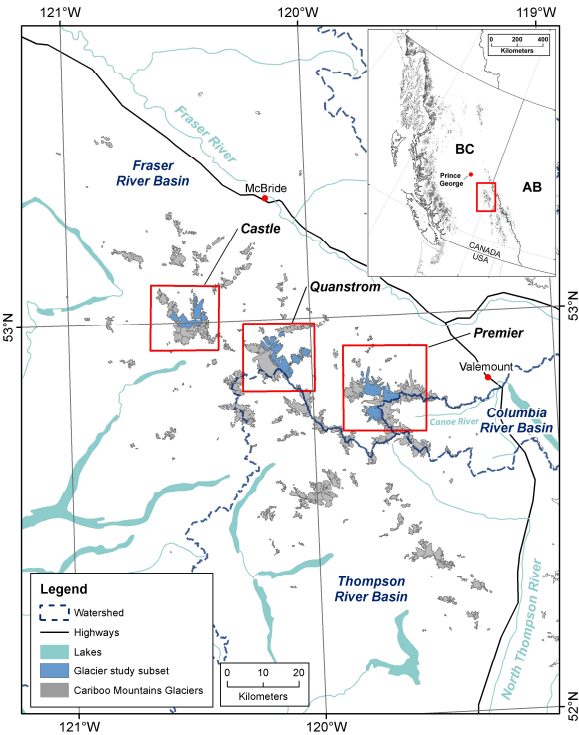 121°W
120°W
119°W
0 200 400
Kilometers
Fraser River
BC
Fraser
River Basin
Prince
George
AB
McBride
Castle
CANADA
USA
Quanstrom
53°N
53°N
Premier
Valemount
Canoe River
Columbia
River Basin
Thompson
River Basin
North Thompson River
Legend
Watershed
Highways
Lakes
Glacier study subset
Cariboo Mountains Glaciers
0 10 20
Kilometers
52°N
121°W
120°W